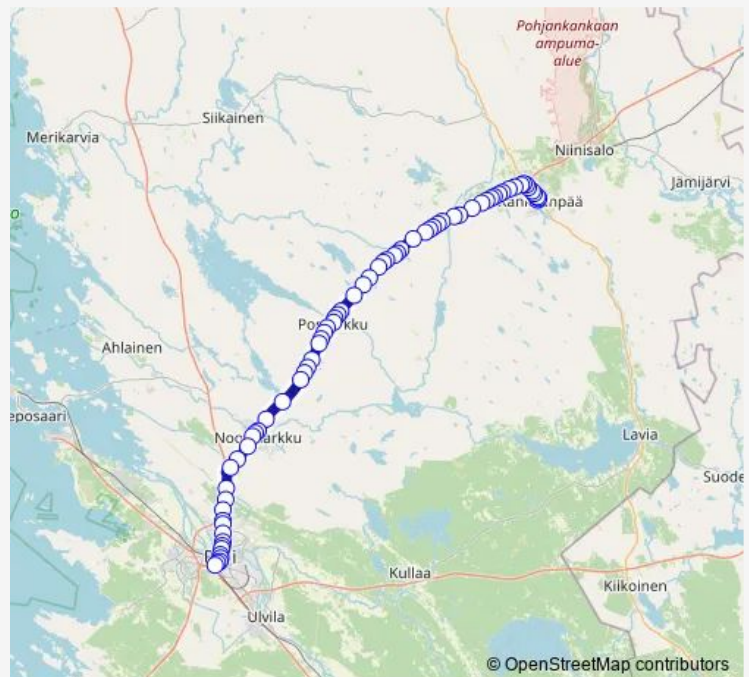 Pohjankankaan
ampuma-
alue
Siikainen
Merikarvia
Niinisalo
Jämijärvi
Ahlainen
eposaari
Lavia
Suode
Kullaa
Kiikoinen
Ulvila
© OpenStreetMap contributors